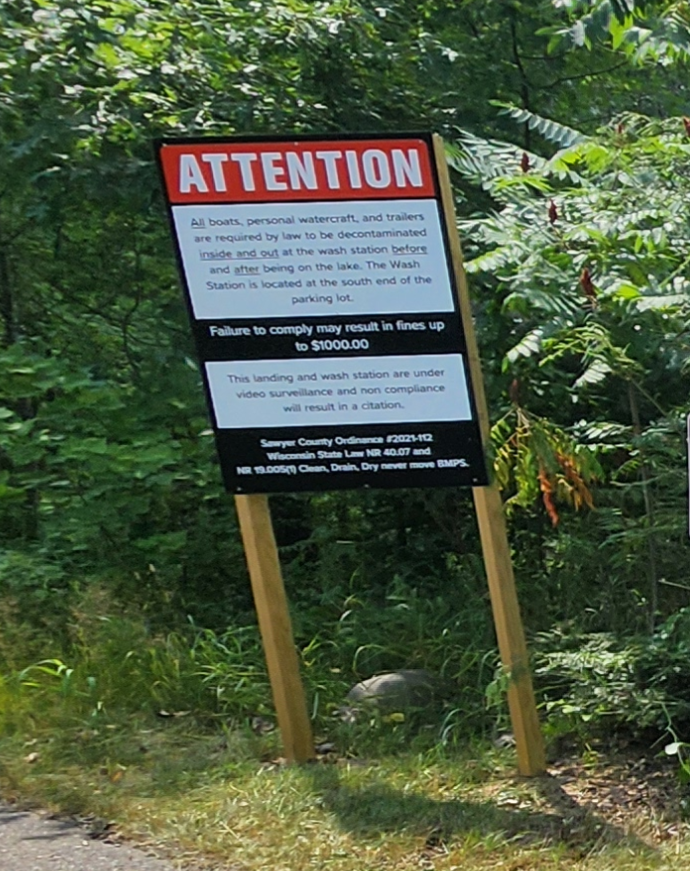 ATTENTION
All boats, personal watercraft, and trailers
are required by law to be decontaminated
inside and out at the wash station before
and after being on the lake. The Wash
Station is located at the south end of the
parking lot.
Failure to comply may result in fines up
to $1000.00
This landing and wash station are under
video surveillance and non compliance
will result in a citation.
Sawyer County Ordinance #2021-112
Wisconsin State Law NR 40.07 and
NR 19.005(1) Clean, Drain, Dry never move BMPS.